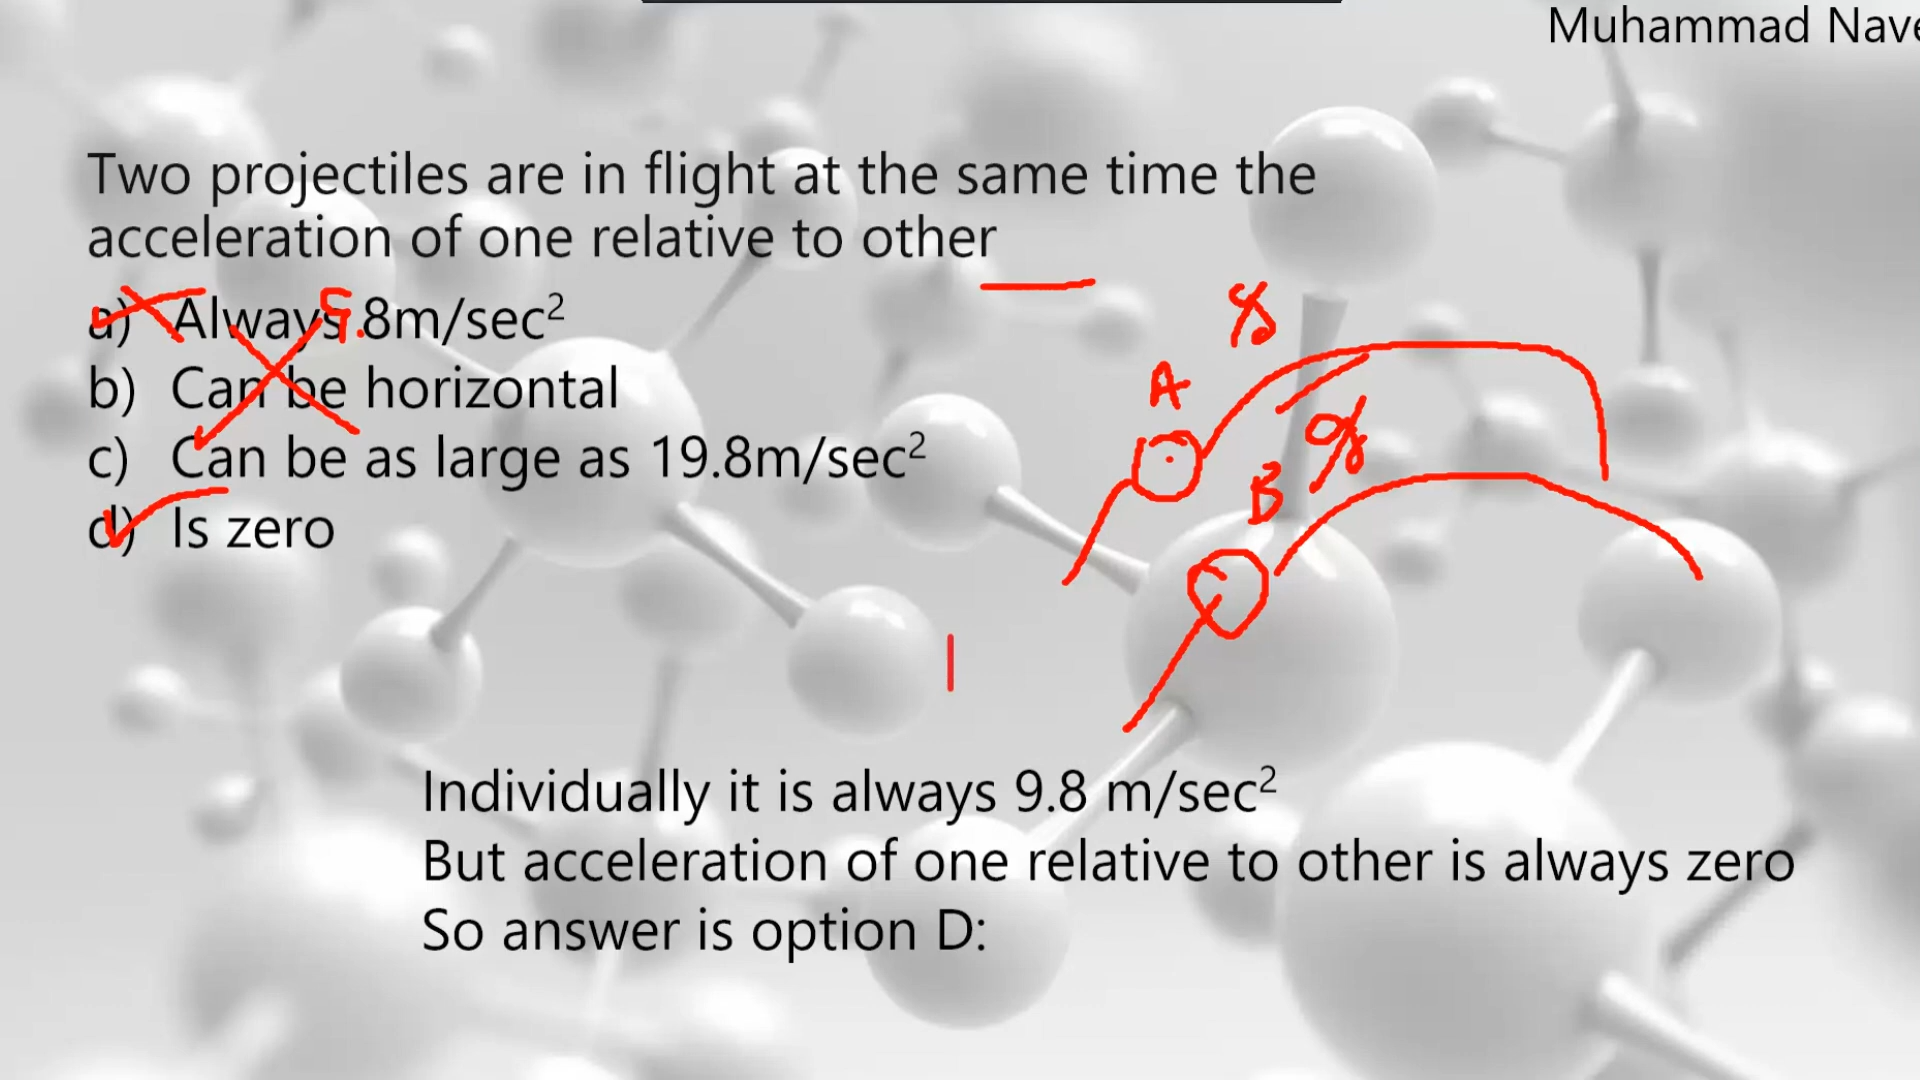 Muhammad Nave
Two projectiles are in flight at the same time the
acceleration of one relative to other
a) Always 9.8m/sec²
b) Can be horizontal
c) Can be as large as 19.8m/sec²
d) Is zero
A
g
B
g
Individually it is always 9.8 m/sec²
But acceleration of one relative to other is always zero
So answer is option D: